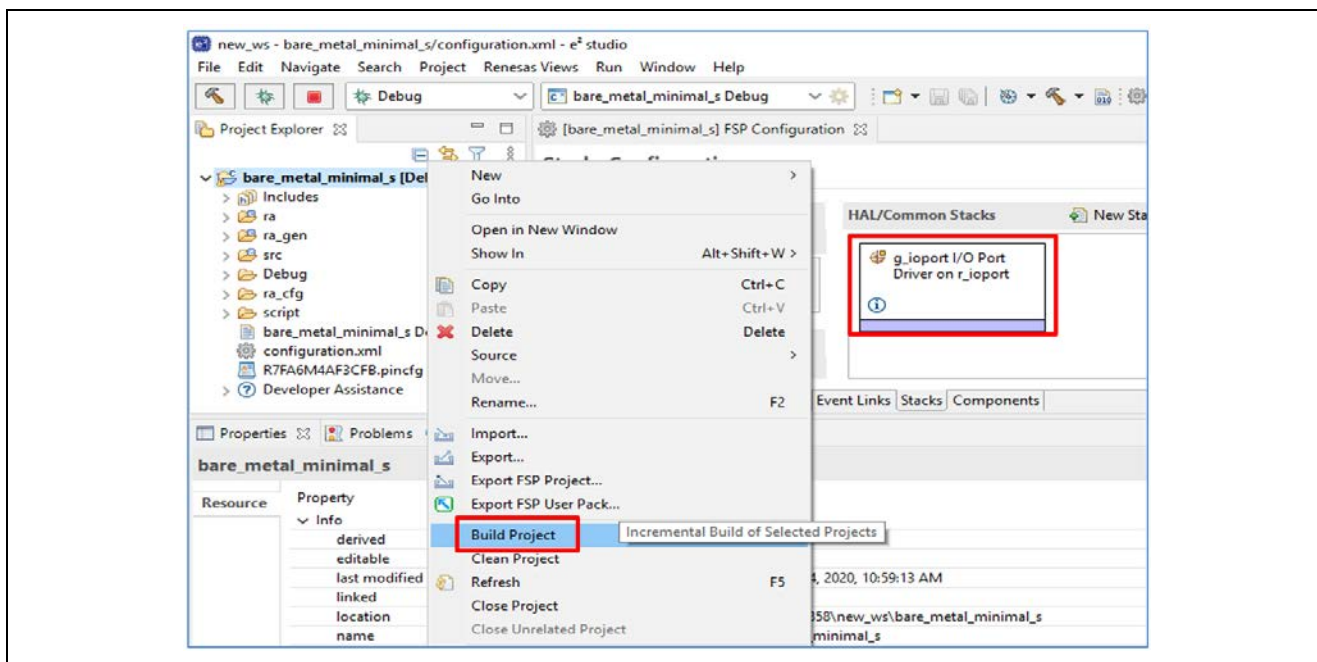 new_ws - bare_metal_minimal_s/configuration.xml - e² studio
File Edit Navigate Search Project Renesas Views Run Window Help
Debug
bare_metal_minimal_s Debug
Project Explorer
[bare_metal_minimal_s] FSP Configuration
bare_metal_minimal_s [De
Includes
ra
ra_gen
src
Debug
ra_cfg
script
bare_metal_minimal_s D
configuration.xml
R7FA6M4AF3CFB.pincfg
Developer Assistance
New
Go Into
Open in New Window
Show In Alt+Shift+W >
Copy Ctrl+C
Paste Ctrl+V
Delete Delete
Source
Move...
Rename... F2
Import...
Export...
Export FSP Project...
Export FSP User Pack...
Build Project
Incremental Build of Selected Projects
Clean Project
Refresh F5
Close Project
Close Unrelated Project
HAL/Common Stacks
New Sta
g_ioport I/O Port
Driver on r_ioport
Event Links Stacks Components
Properties Problems
bare_metal_minimal_s
Resource
Property
Info
derived
editable
last modified
4, 2020, 10:59:13 AM
linked
location
358\new_ws\bare_metal_minimal_s
name
minimal_s